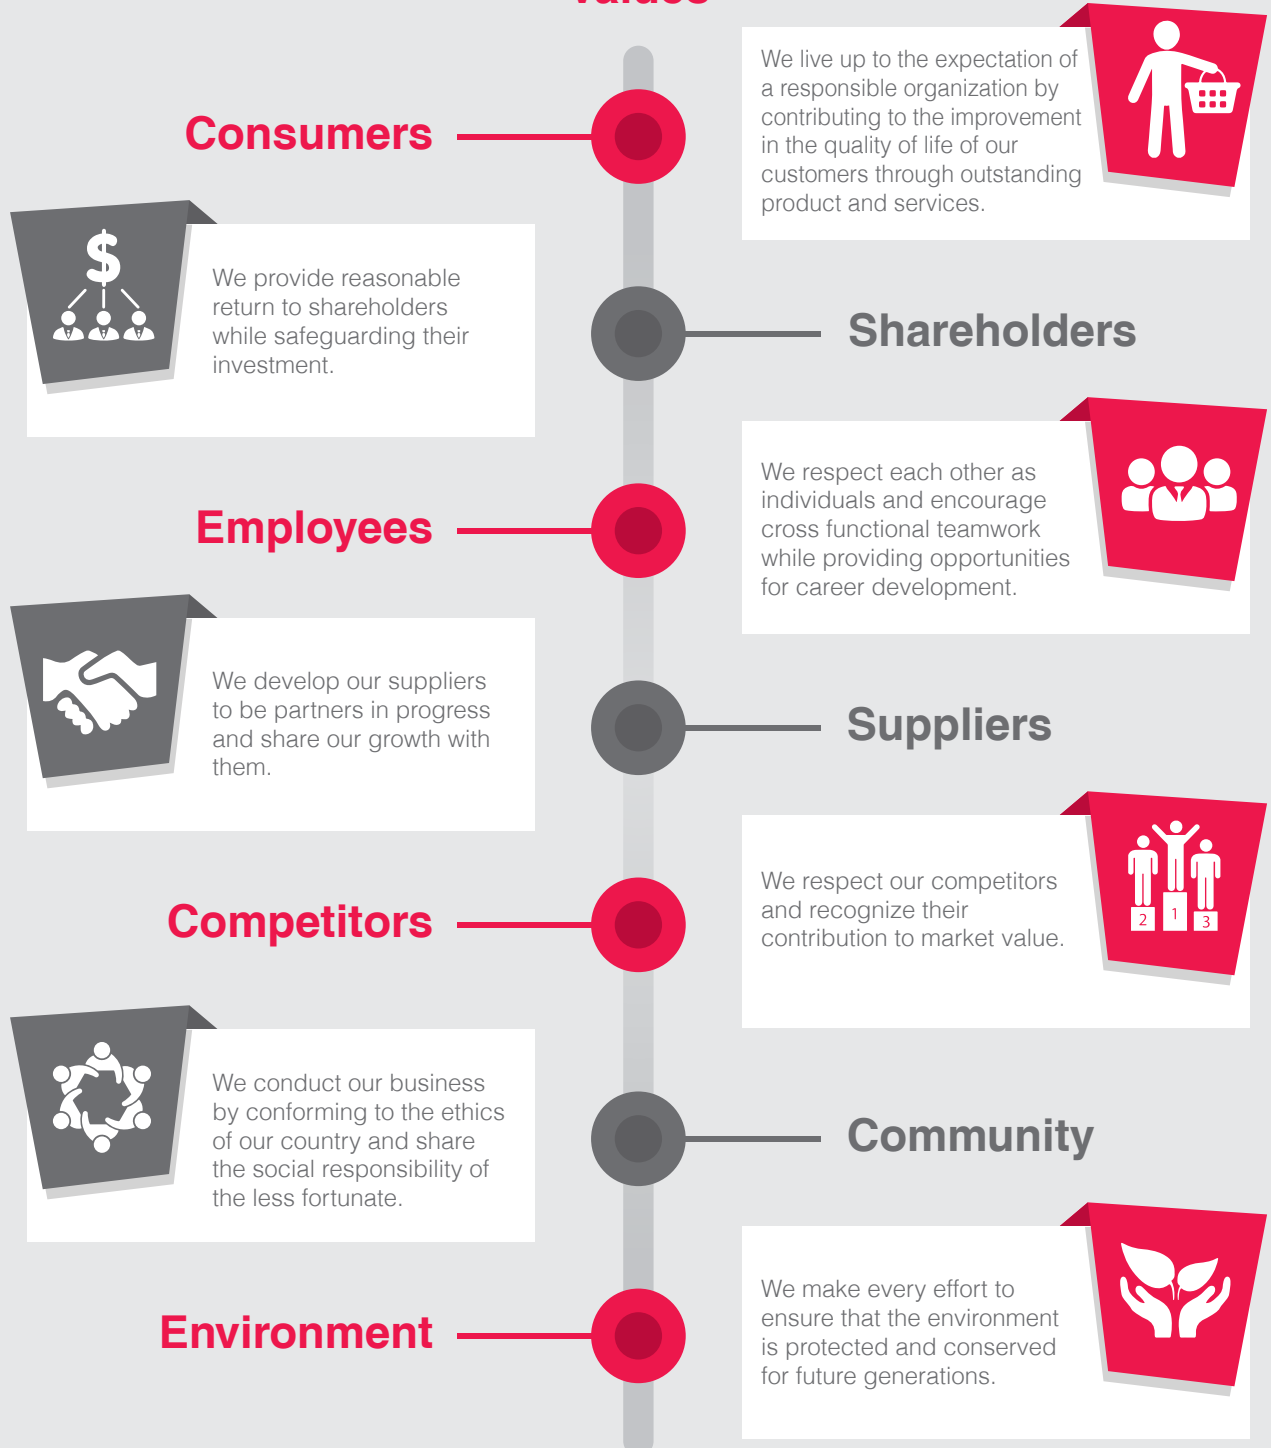 Values
Consumers
We live up to the expectation of
a responsible organization by
contributing to the improvement
in the quality of life of our
customers through outstanding
product and services.
Shareholders
We provide reasonable
return to shareholders
while safeguarding their
investment.
Employees
We respect each other as
individuals and encourage
cross functional teamwork
while providing opportunities
for career development.
Suppliers
We develop our suppliers
to be partners in progress
and share our growth with
them.
Competitors
We respect our competitors
and recognize their
contribution to market value.
2 1 3
Community
We conduct our business
by conforming to the ethics
of our country and share
the social responsibility of
the less fortunate.
Environment
We make every effort to
ensure that the environment
is protected and conserved
for future generations.